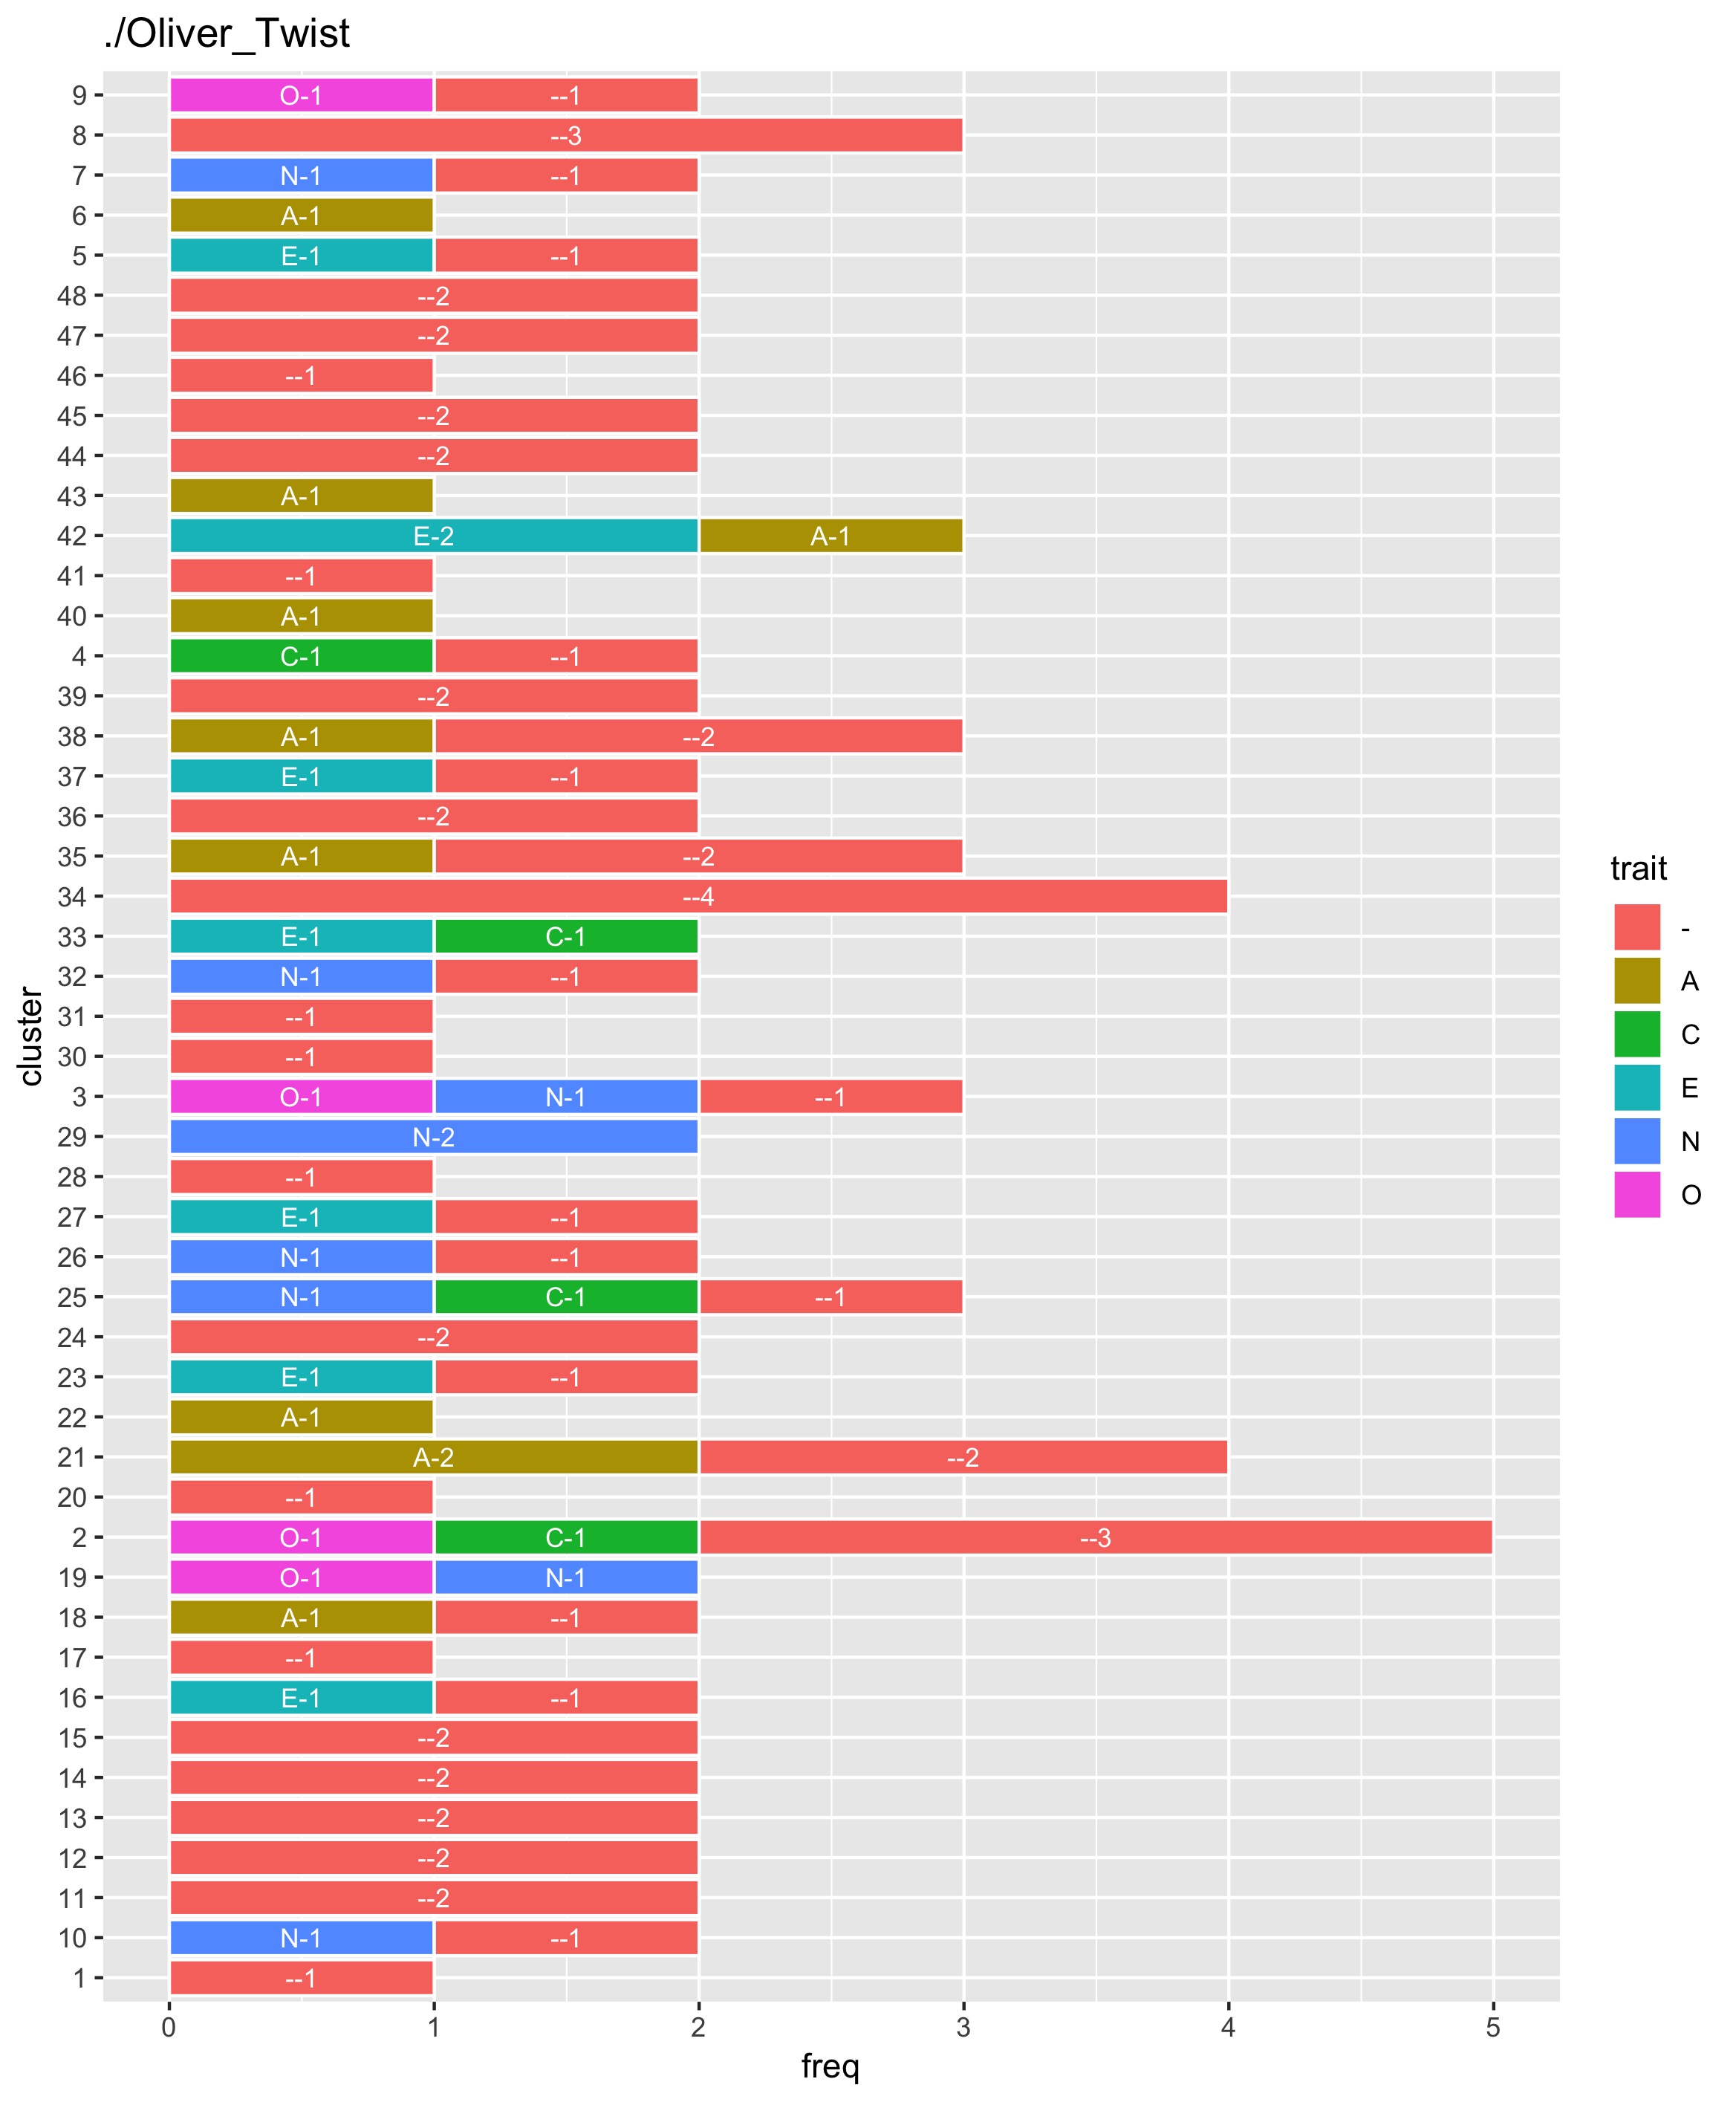 ./Oliver_Twist
9 O-1 --1
8 --3
7 N-1 --1
6 A-1
5 E-1 --1
48 --2
47 --2
46 --1
45 --2
44 --2
43 A-1
42 E-2 A-1
41 --1
40 A-1
4 C-1 --1
39 --2
38 A-1 --2
37 E-1 --1
36 --2
35 A-1 --2
34 --4
33 E-1 C-1
32 N-1 --1
31 --1
30 --1
3 O-1 N-1 --1
29 N-2
28 --1
27 E-1 --1
26 N-1 --1
25 N-1 C-1 --1
24 --2
23 E-1 --1
22 A-1
21 A-2 --2
20 --1
2 O-1 C-1 --3
19 O-1 N-1
18 A-1 --1
17 --1
16 E-1 --1
15 --2
14 --2
13 --2
12 --2
11 --2
10 N-1 --1
1 --1
0 1 2 3 4 5
freq
cluster
trait
-
A
C
E
N
O